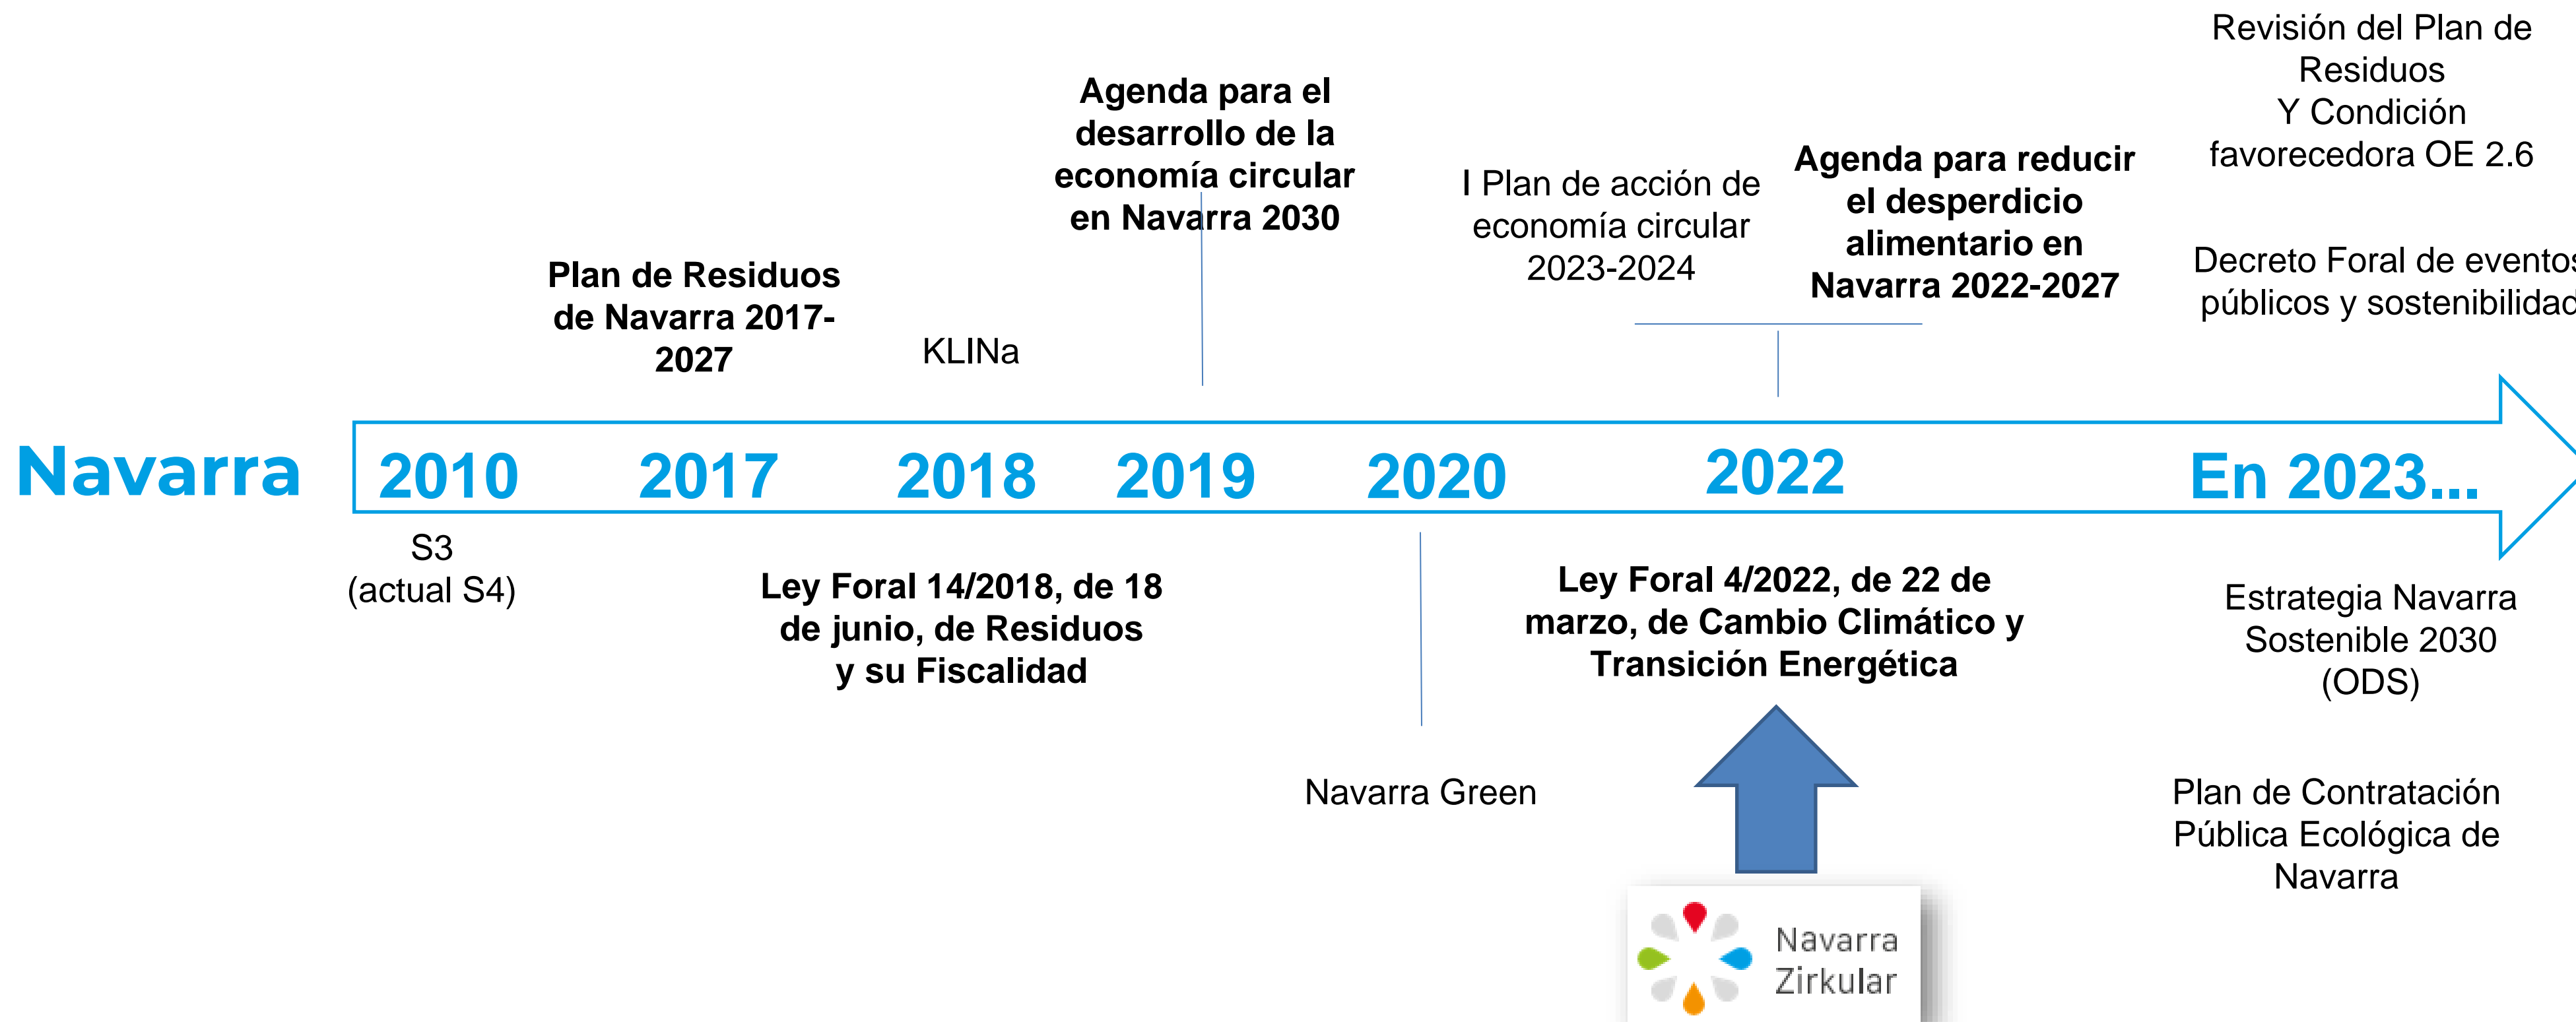 Revisión del Plan de
Residuos
Y Condición
favorecedora OE 2.6
Agenda para el
desarrollo de la
economía circular
en Navarra 2030
I Plan de acción de
economía circular
2023-2024
Agenda para reducir
el desperdicio
alimentario en
Navarra 2022-2027
Decreto Foral de eventos
públicos y sostenibilidad
Plan de Residuos
de Navarra 2017-
2027
KLINa
Navarra
2010
2017
2018
2019
2020
2022
En 2023...
S3
(actual S4)
Ley Foral 14/2018, de 18
de junio, de Residuos
y su Fiscalidad
Ley Foral 4/2022, de 22 de
marzo, de Cambio Climático y
Transición Energética
Estrategia Navarra
Sostenible 2030
(ODS)
Navarra Green
Plan de Contratación
Pública Ecológica de
Navarra
Navarra
Zirkular